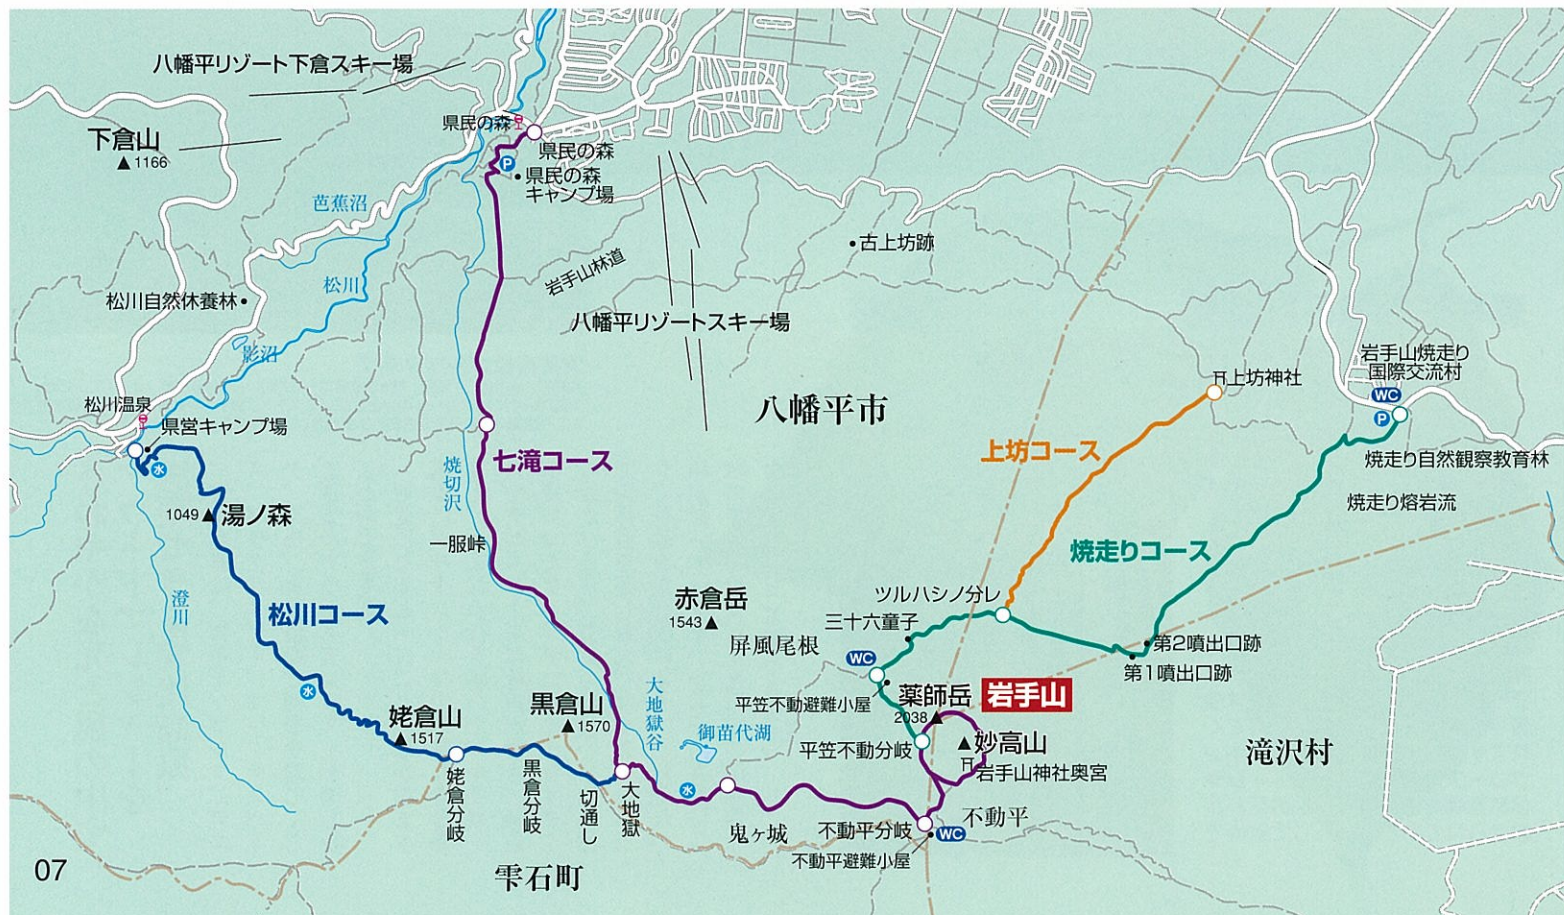 八幡平リゾート下倉スキー場
下倉山
▲1166
県民の森
P
県民の森
県民の森
キャンプ場
芭蕉沼
古上坊跡
岩手山林道
松川
松川自然休養林
八幡平リゾートスキー場
影沼
岩手山焼走り
国際交流村
WC
P
上坊神社
松川温泉
県営キャンプ場
水
八幡平市
上坊コース
七滝コース
焼切沢
焼走り自然観察教育林
焼走り熔岩流
1049▲湯ノ森
一服峠
焼走りコース
澄川
松川コース
赤倉岳
1543▲
ツルハシノ分レ
三十六童子
屏風尾根
WC
第2噴出口跡
第1噴出口跡
水
大地獄谷
平笠不動避難小屋
薬師岳
2038▲
岩手山
姥倉山
▲1517
黒倉山
▲1570
御苗代湖
平笠不動分岐
▲妙高山
岩手山神社奥宮
滝沢村
姥倉分岐
黒倉分岐
切通し
大地獄
水
鬼ヶ城
不動平分岐
不動平
WC
不動平避難小屋
雫石町
07